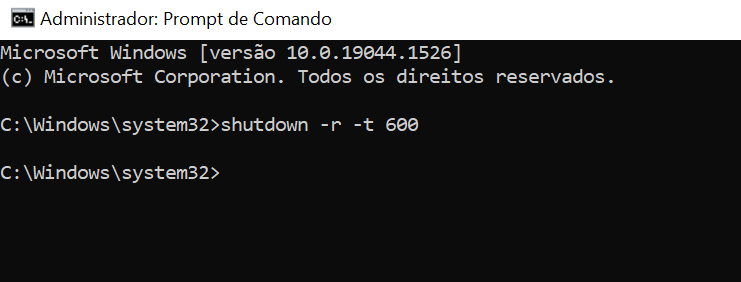 Administrador: Prompt de Comando
Microsoft Windows [versão 10.0.19044.1526]
(c) Microsoft Corporation. Todos os direitos reservados.
C:\Windows\system32>shutdown -r -t 600
C:\Windows\system32>